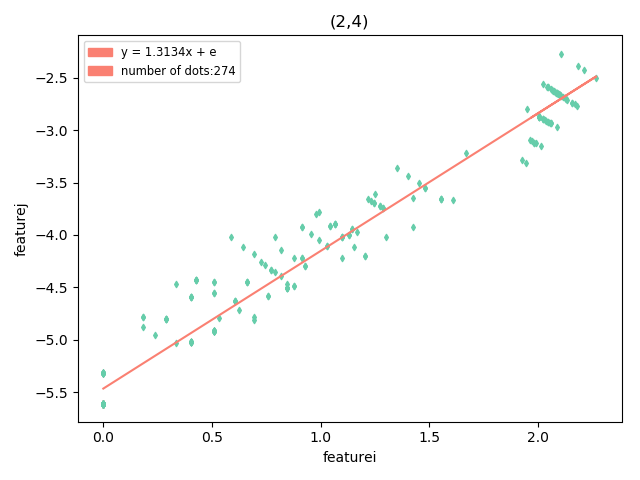 (2,4)
y = 1.3134x + e
number of dots:274
−2.5
−3.0
−3.5
−4.0
−4.5
−5.0
−5.5
featurej
0.0 0.5 1.0 1.5 2.0
featurei